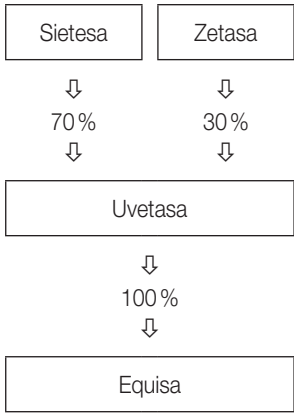 Sietesa Zetasa
⇩ ⇩
70 % 30 %
⇩ ⇩
Uvetasa
⇩
100 %
⇩
Equisa